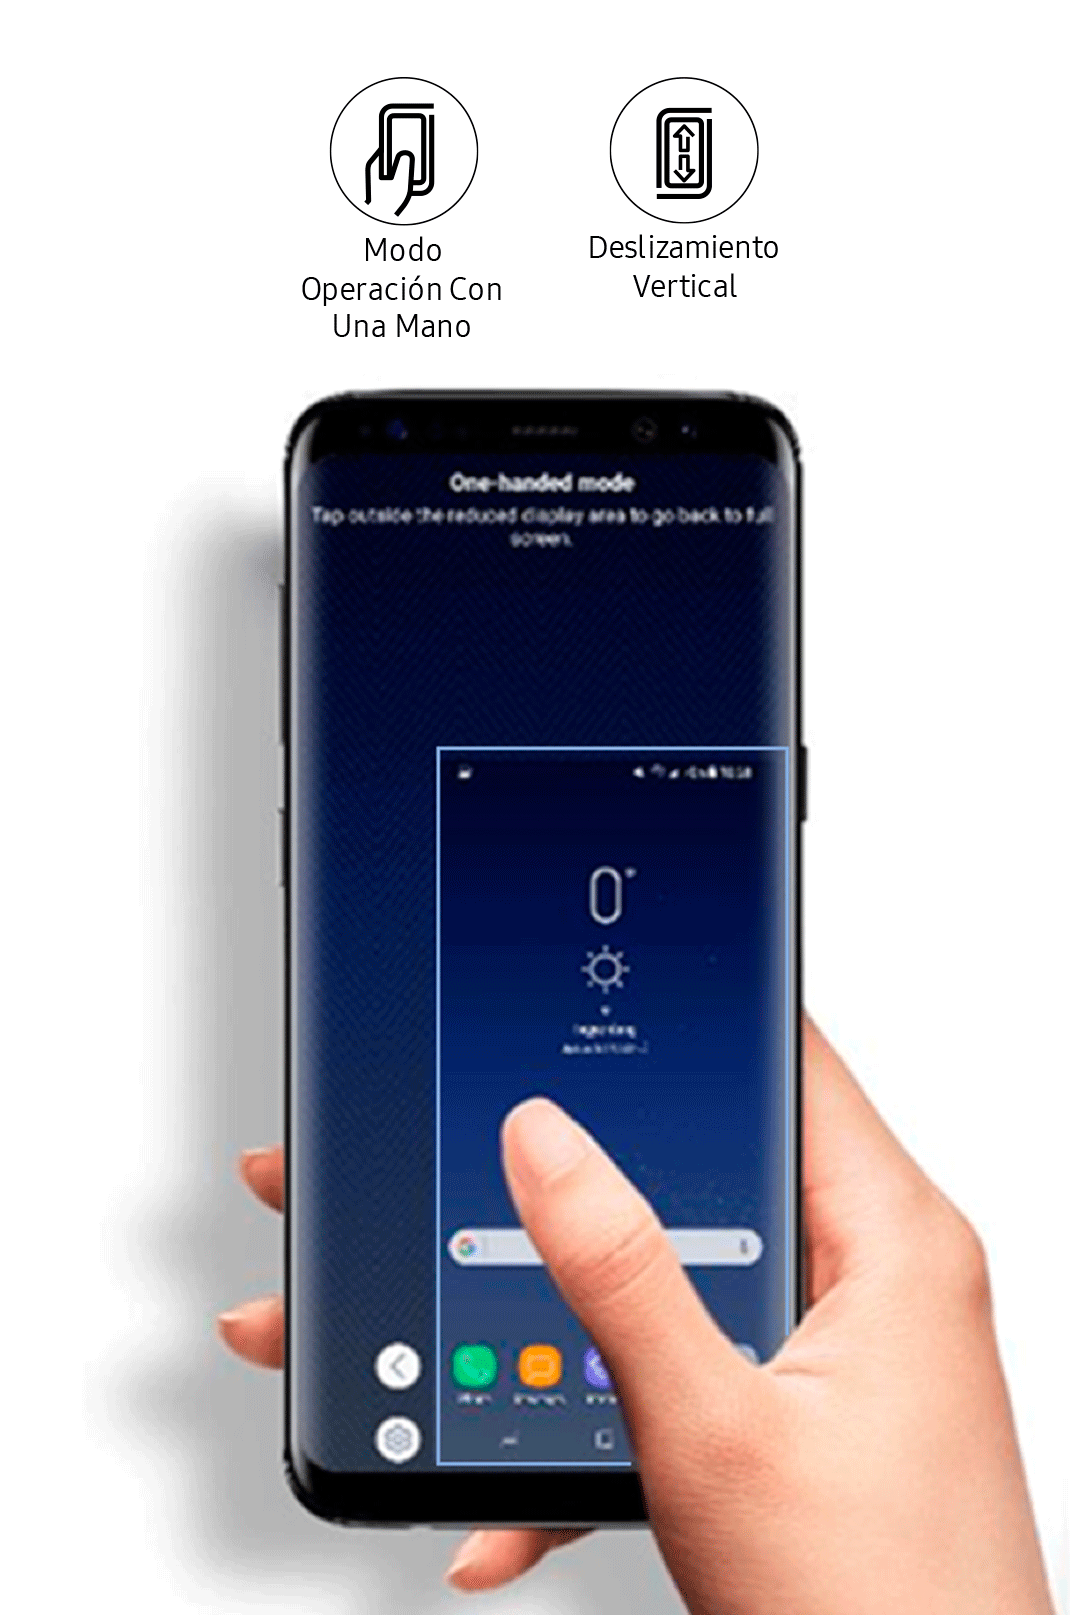 Modo
Operación Con
Una Mano
Deslizamiento
Vertical
One-handed mode
Tap outside the reduced display area to go back to full
screen.
0°